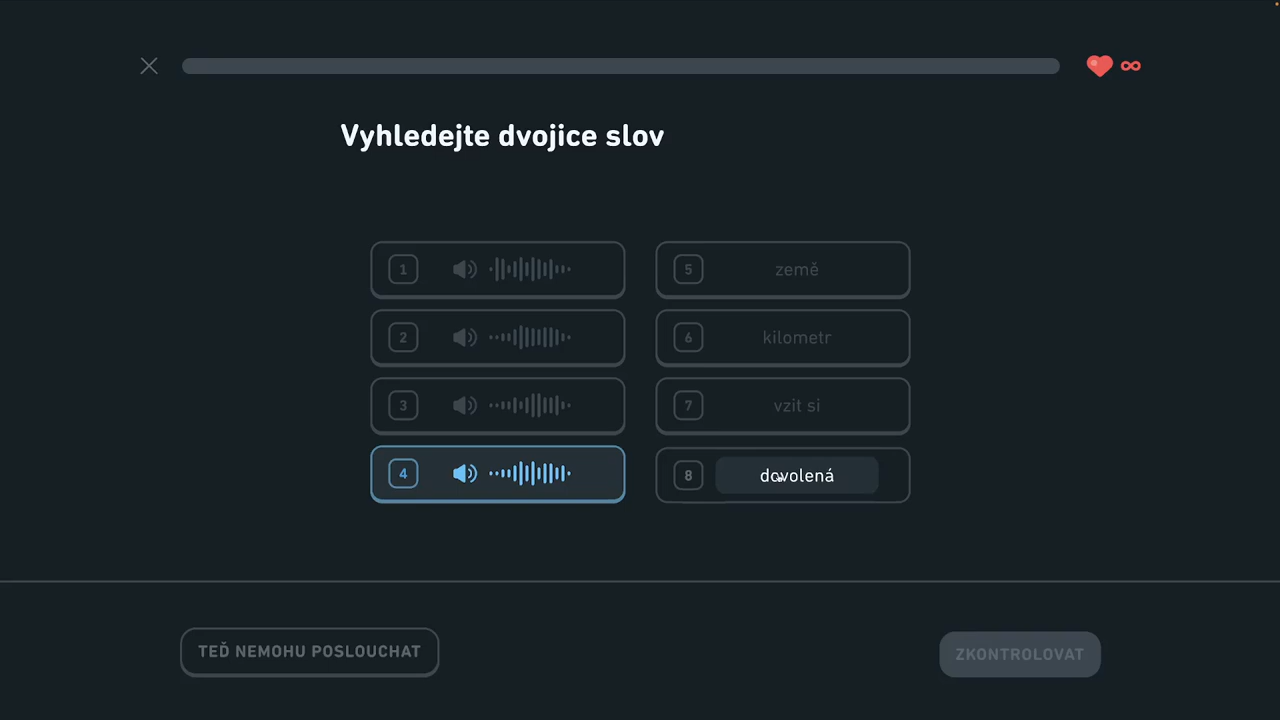 ∞
Vyhledejte dvojice slov
1
5 země
2
6 kilometr
3
7 vzit si
4
8 dovolená
TEĎ NEMOHU POSLOUCHAT
ZKONTROLOVAT